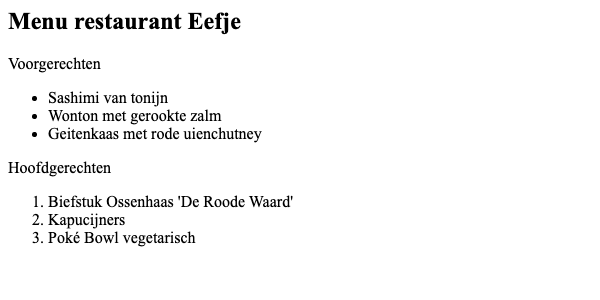 Menu restaurant Eefje
Voorgerechten
• Sashimi van tonijn
• Wonton met gerookte zalm
• Geitenkaas met rode uienchutney
Hoofdgerechten
1. Biefstuk Ossenhaas 'De Roode Waard'
2. Kapucijners
3. Poké Bowl vegetarisch